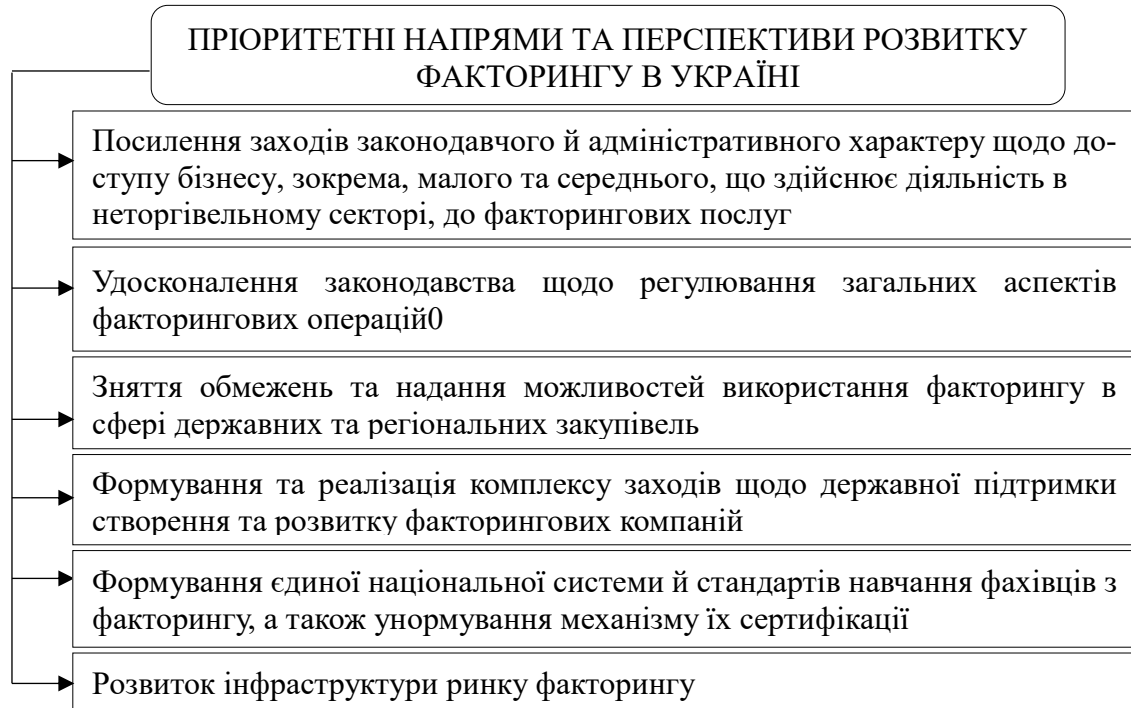 ПРІОРИТЕТНІ НАПРЯМИ ТА ПЕРСПЕКТИВИ РОЗВИТКУ
ФАКТОРИНГУ В УКРАЇНІ
Посилення заходів законодавчого й адміністративного характеру щодо до-
ступу бізнесу, зокрема, малого та середнього, що здійснює діяльність в
неторгівельному секторі, до факторингових послуг
Удосконалення законодавства щодо регулювання загальних аспектів
факторингових операцій0
Зняття обмежень та надання можливостей використання факторингу в
сфері державних та регіональних закупівель
Формування та реалізація комплексу заходів щодо державної підтримки
створення та розвитку факторингових компаній
Формування єдиної національної системи й стандартів навчання фахівців з
факторингу, а також унормування механізму їх сертифікації
Розвиток інфраструктури ринку факторингу